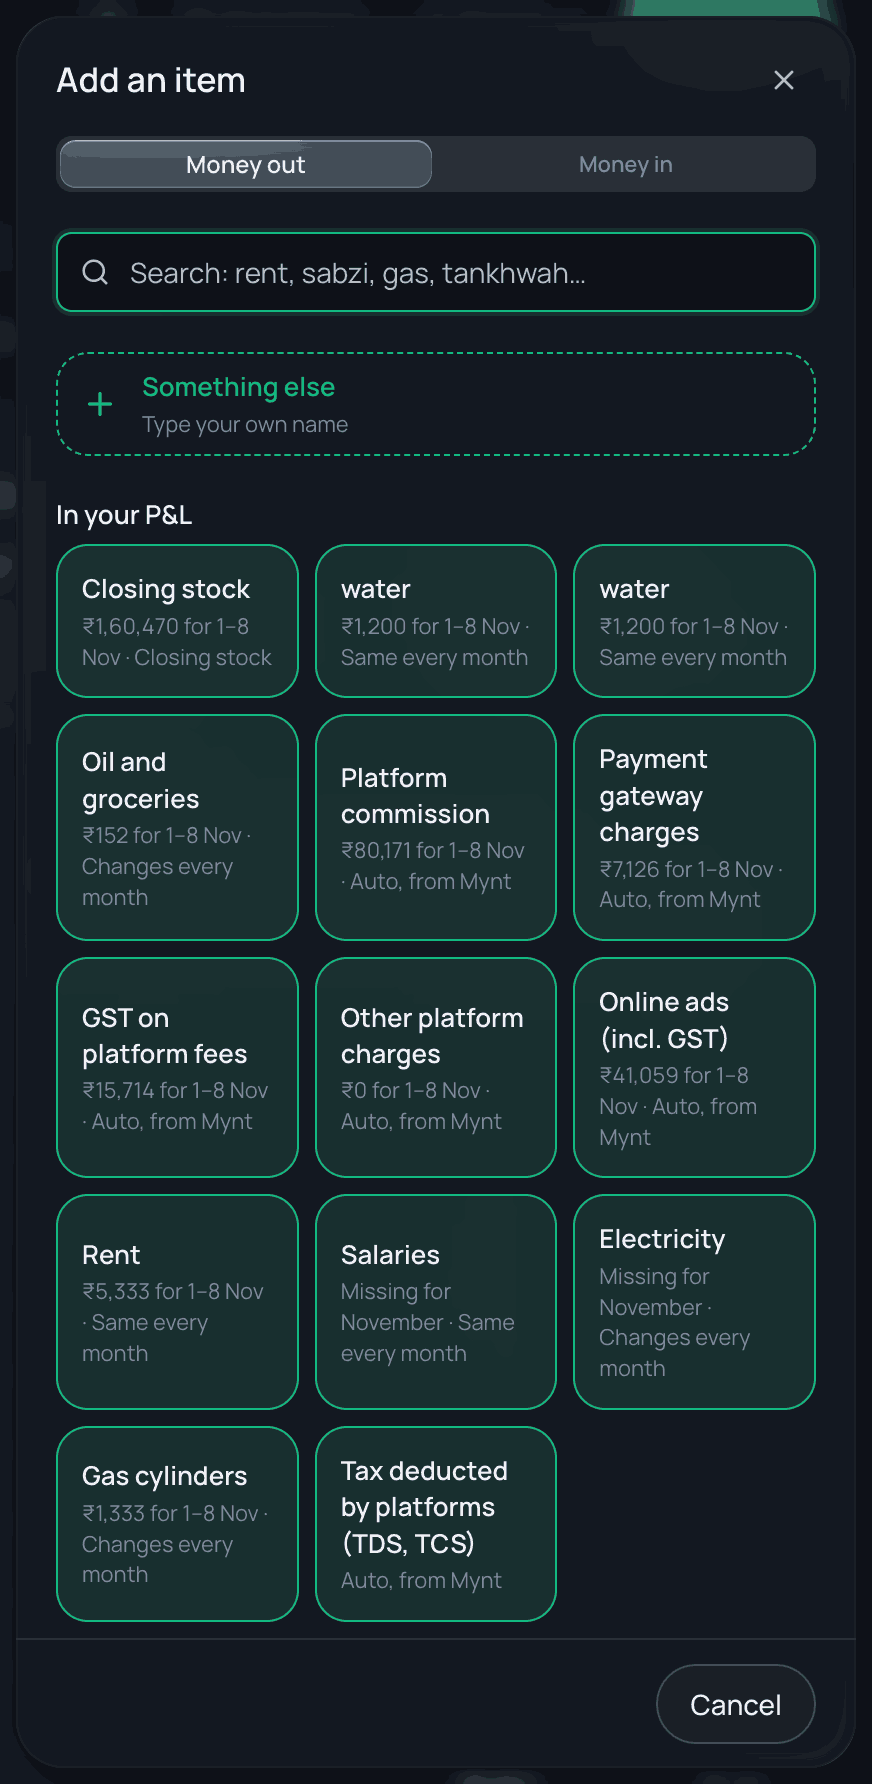 Add an item
Money out
Money in
Search: rent, sabzi, gas, tankhwah...
Something else
Type your own name
In your P&L
Closing stock
₹1,60,470 for 1–8
Nov · Closing stock
water
₹1,200 for 1–8 Nov ·
Same every month
water
₹1,200 for 1–8 Nov ·
Same every month
Oil and
groceries
₹152 for 1–8 Nov ·
Changes every
month
Platform
commission
₹80,171 for 1–8 Nov
· Auto, from Mynt
Payment
gateway
charges
₹7,126 for 1–8 Nov ·
Auto, from Mynt
GST on
platform fees
₹15,714 for 1–8 Nov
· Auto, from Mynt
Other platform
charges
₹0 for 1–8 Nov ·
Auto, from Mynt
Online ads
(incl. GST)
₹41,059 for 1–8
Nov · Auto, from
Mynt
Rent
₹5,333 for 1–8 Nov
· Same every
month
Salaries
Missing for
November · Same
every month
Electricity
Missing for
November ·
Changes every
month
Gas cylinders
₹1,333 for 1–8 Nov ·
Changes every
month
Tax deducted
by platforms
(TDS, TCS)
Auto, from Mynt
Cancel